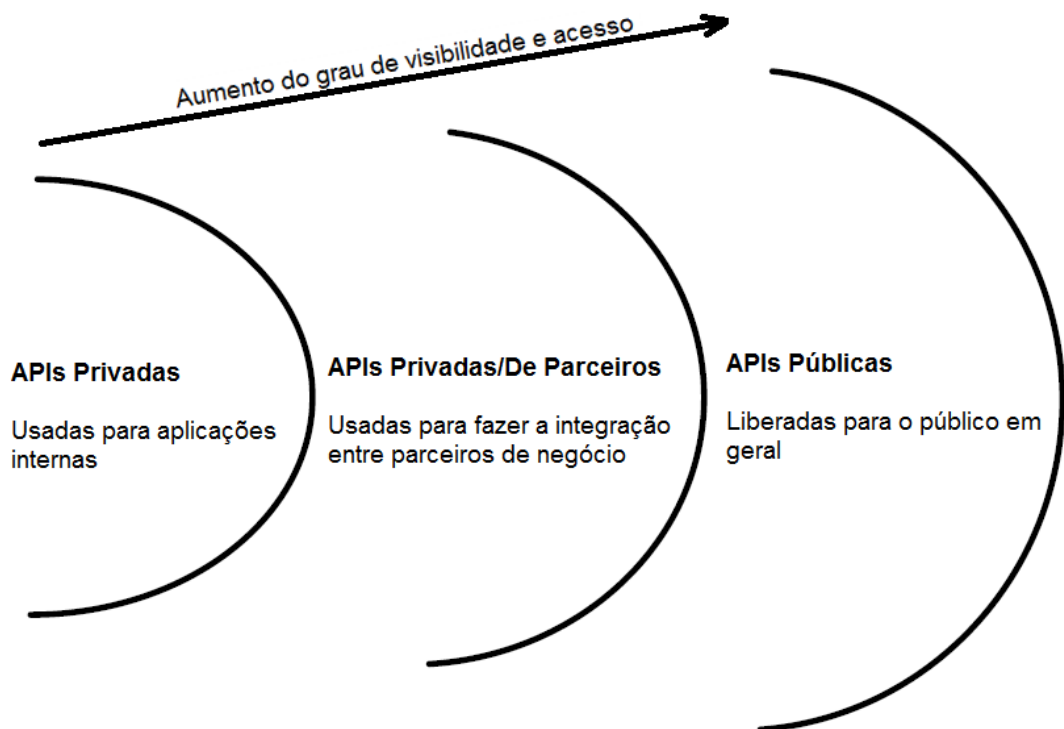 Aumento do grau de visibilidade e acesso
APIs Privadas
Usadas para aplicações
internas
APIs Privadas/De Parceiros
Usadas para fazer a integração
entre parceiros de negócio
APIs Públicas
Liberadas para o público em
geral